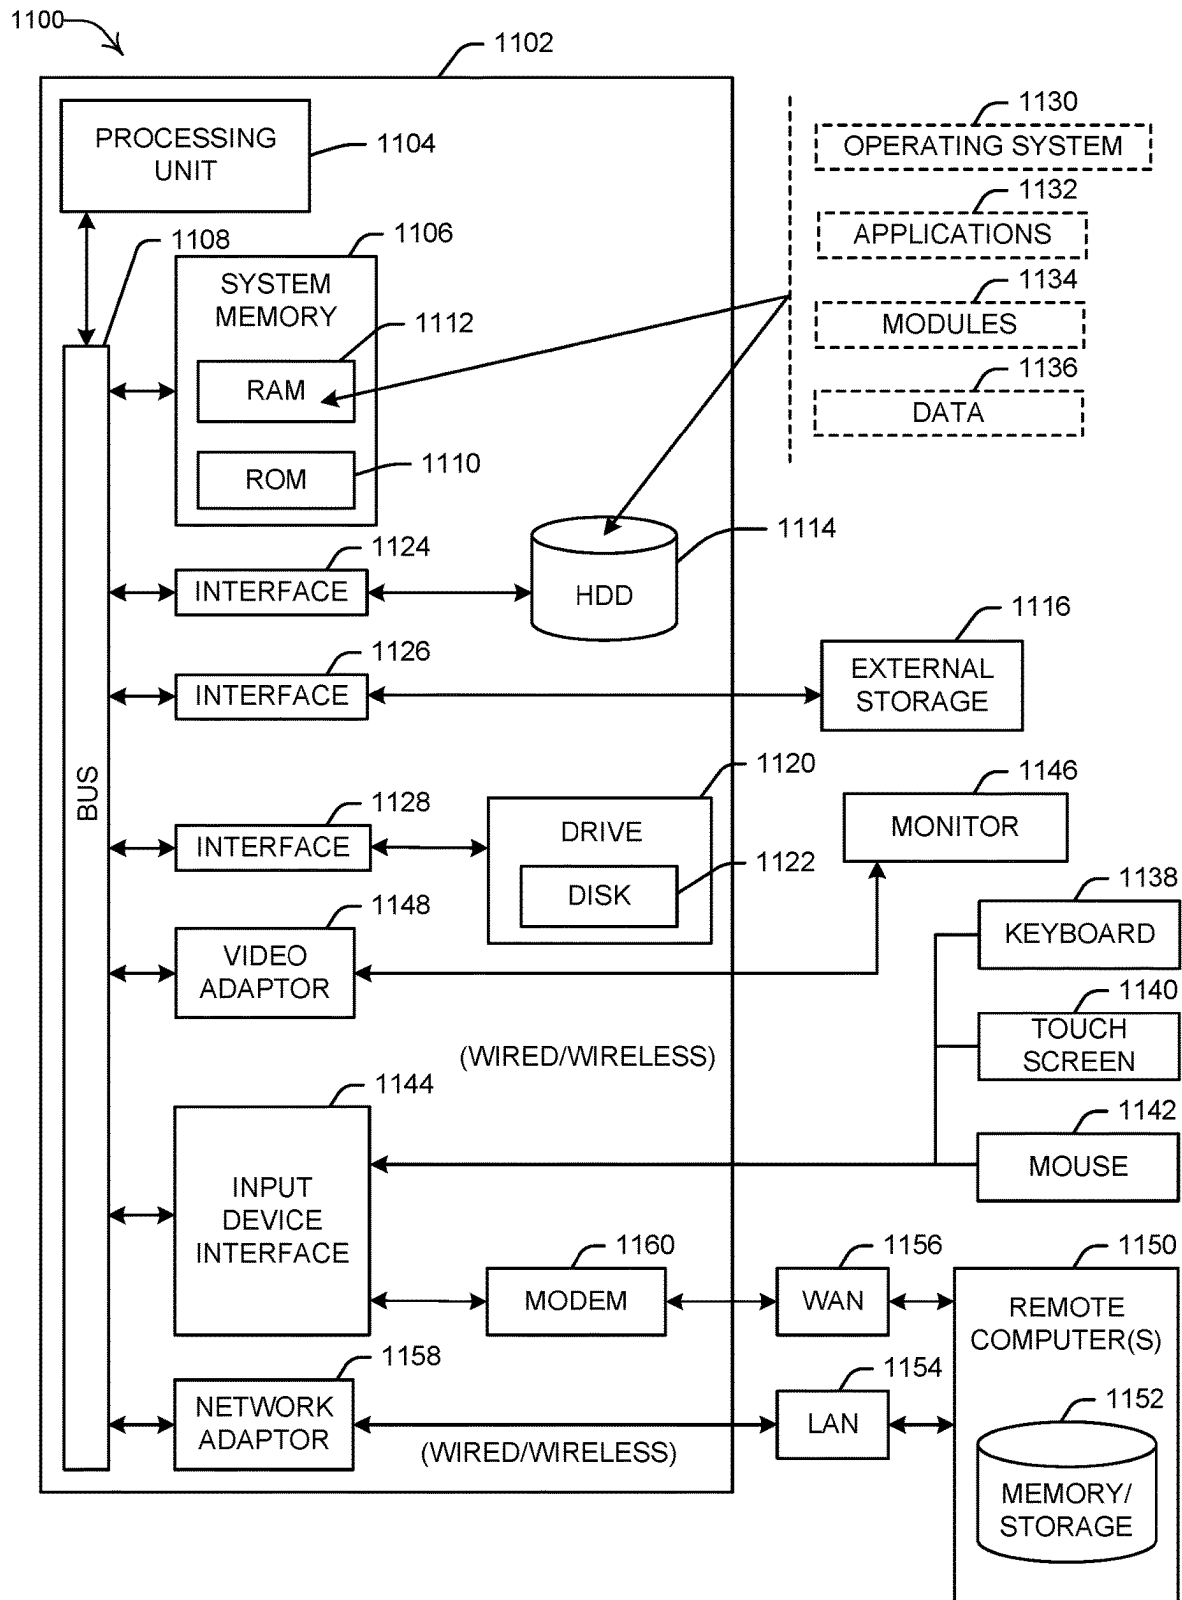 1100
1102
PROCESSING
UNIT
1104
1130
OPERATING SYSTEM
1132
APPLICATIONS
1134
MODULES
1136
DATA
1108
1106
SYSTEM
MEMORY
1112
RAM
1110
ROM
1124
INTERFACE
1114
HDD
1126
INTERFACE
1116
EXTERNAL
STORAGE
BUS
1128
INTERFACE
1120
DRIVE
1122
DISK
1146
MONITOR
1148
VIDEO
ADAPTOR
1138
KEYBOARD
1140
TOUCH
SCREEN
(WIRED/WIRELESS)
1142
MOUSE
1144
INPUT
DEVICE
INTERFACE
1160
MODEM
1156
WAN
1150
REMOTE
COMPUTER(S)
1158
NETWORK
ADAPTOR
(WIRED/WIRELESS)
1154
LAN
1152
MEMORY/
STORAGE